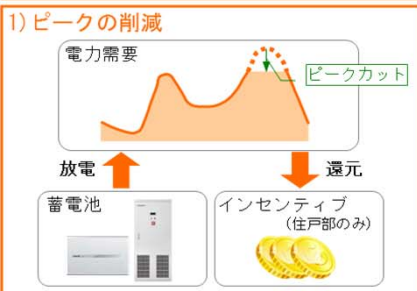 1)ピークの削減
電力需要
ピークカット
放電
還元
蓄電池
インセンティブ
(住戸部のみ)